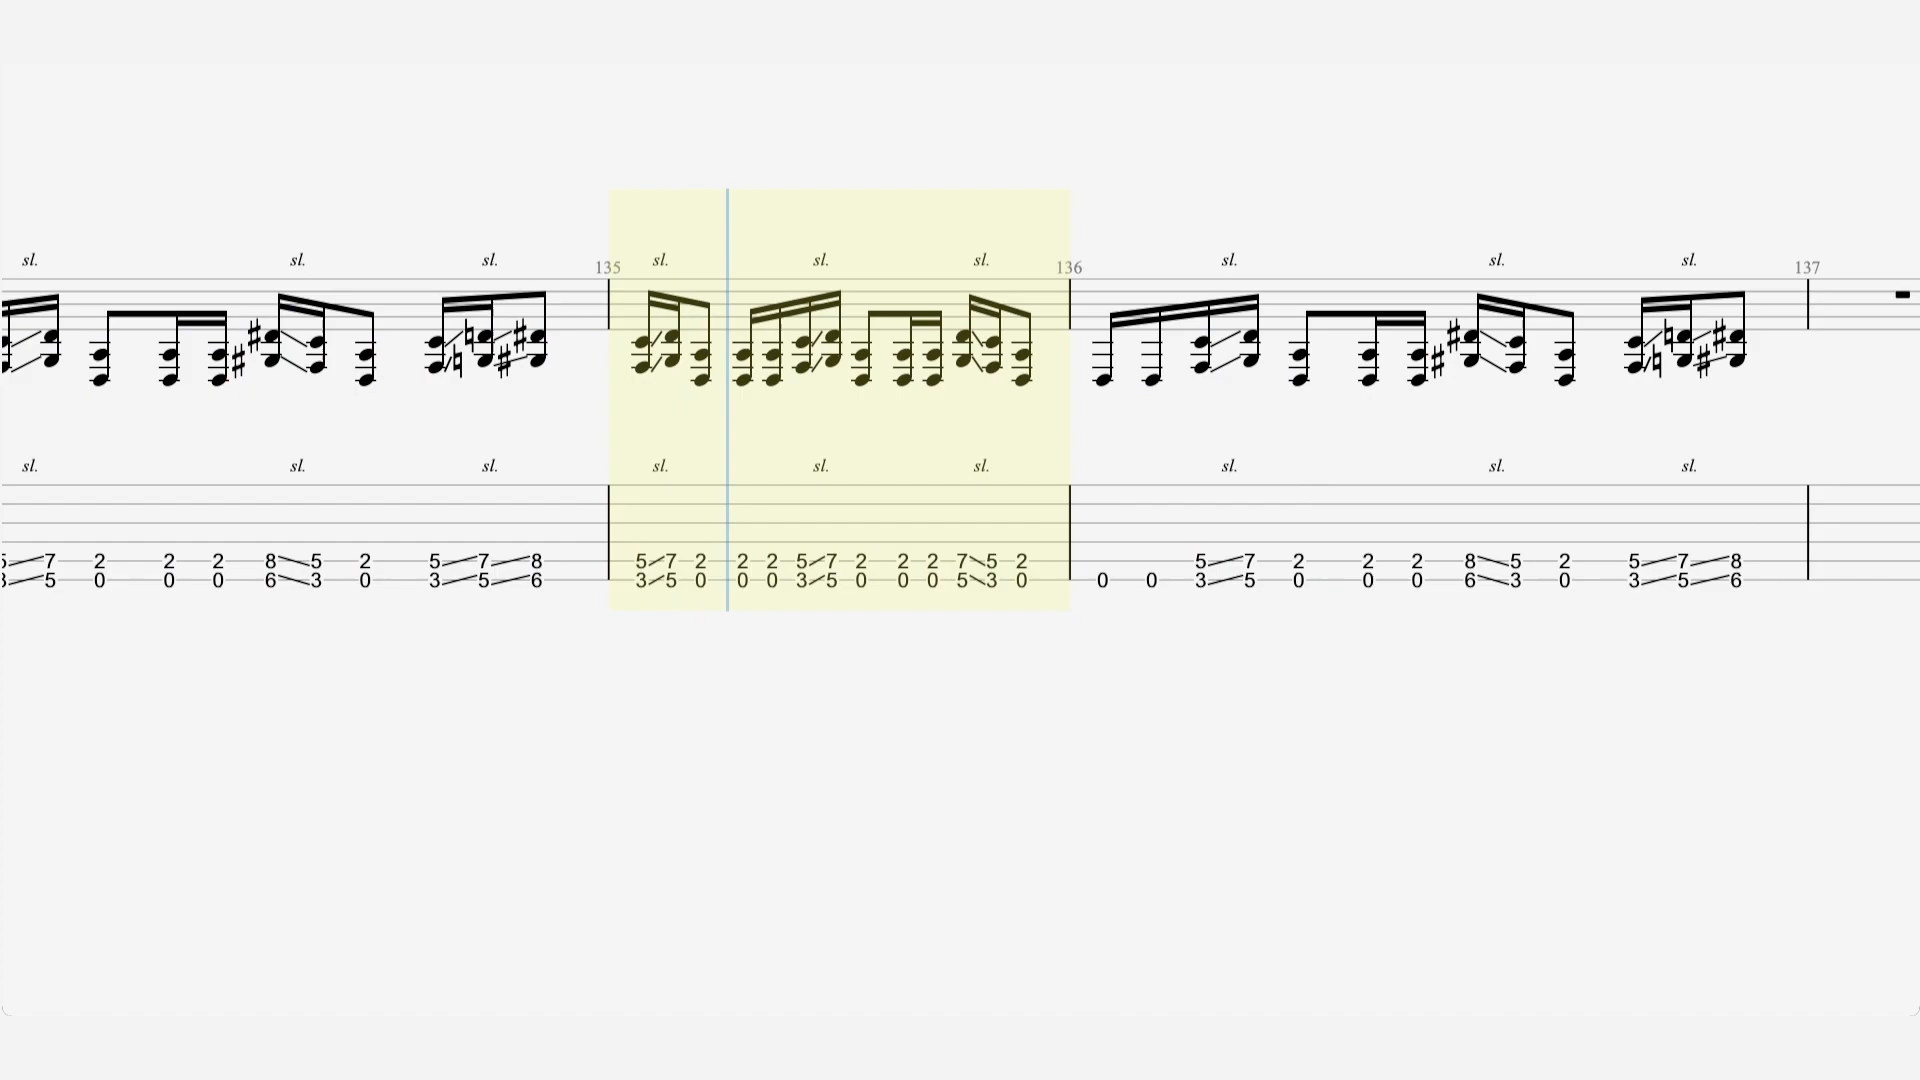 sl. sl. sl. 135 sl. sl. sl. 136 sl. sl. sl. 137
sl. sl. sl. sl. sl. sl. sl. sl. sl.
5 7 2 2 2 8 5 2 5 7 8 5 7 2 2 2 5 7 2 2 2 7 5 2 5 7 2 2 2 8 5 2 5 7 8
3 5 0 0 0 6 3 0 3 5 6 3 5 0 0 0 3 5 0 0 0 5 3 0 0 0 3 5 0 0 0 6 3 0 3 5 6